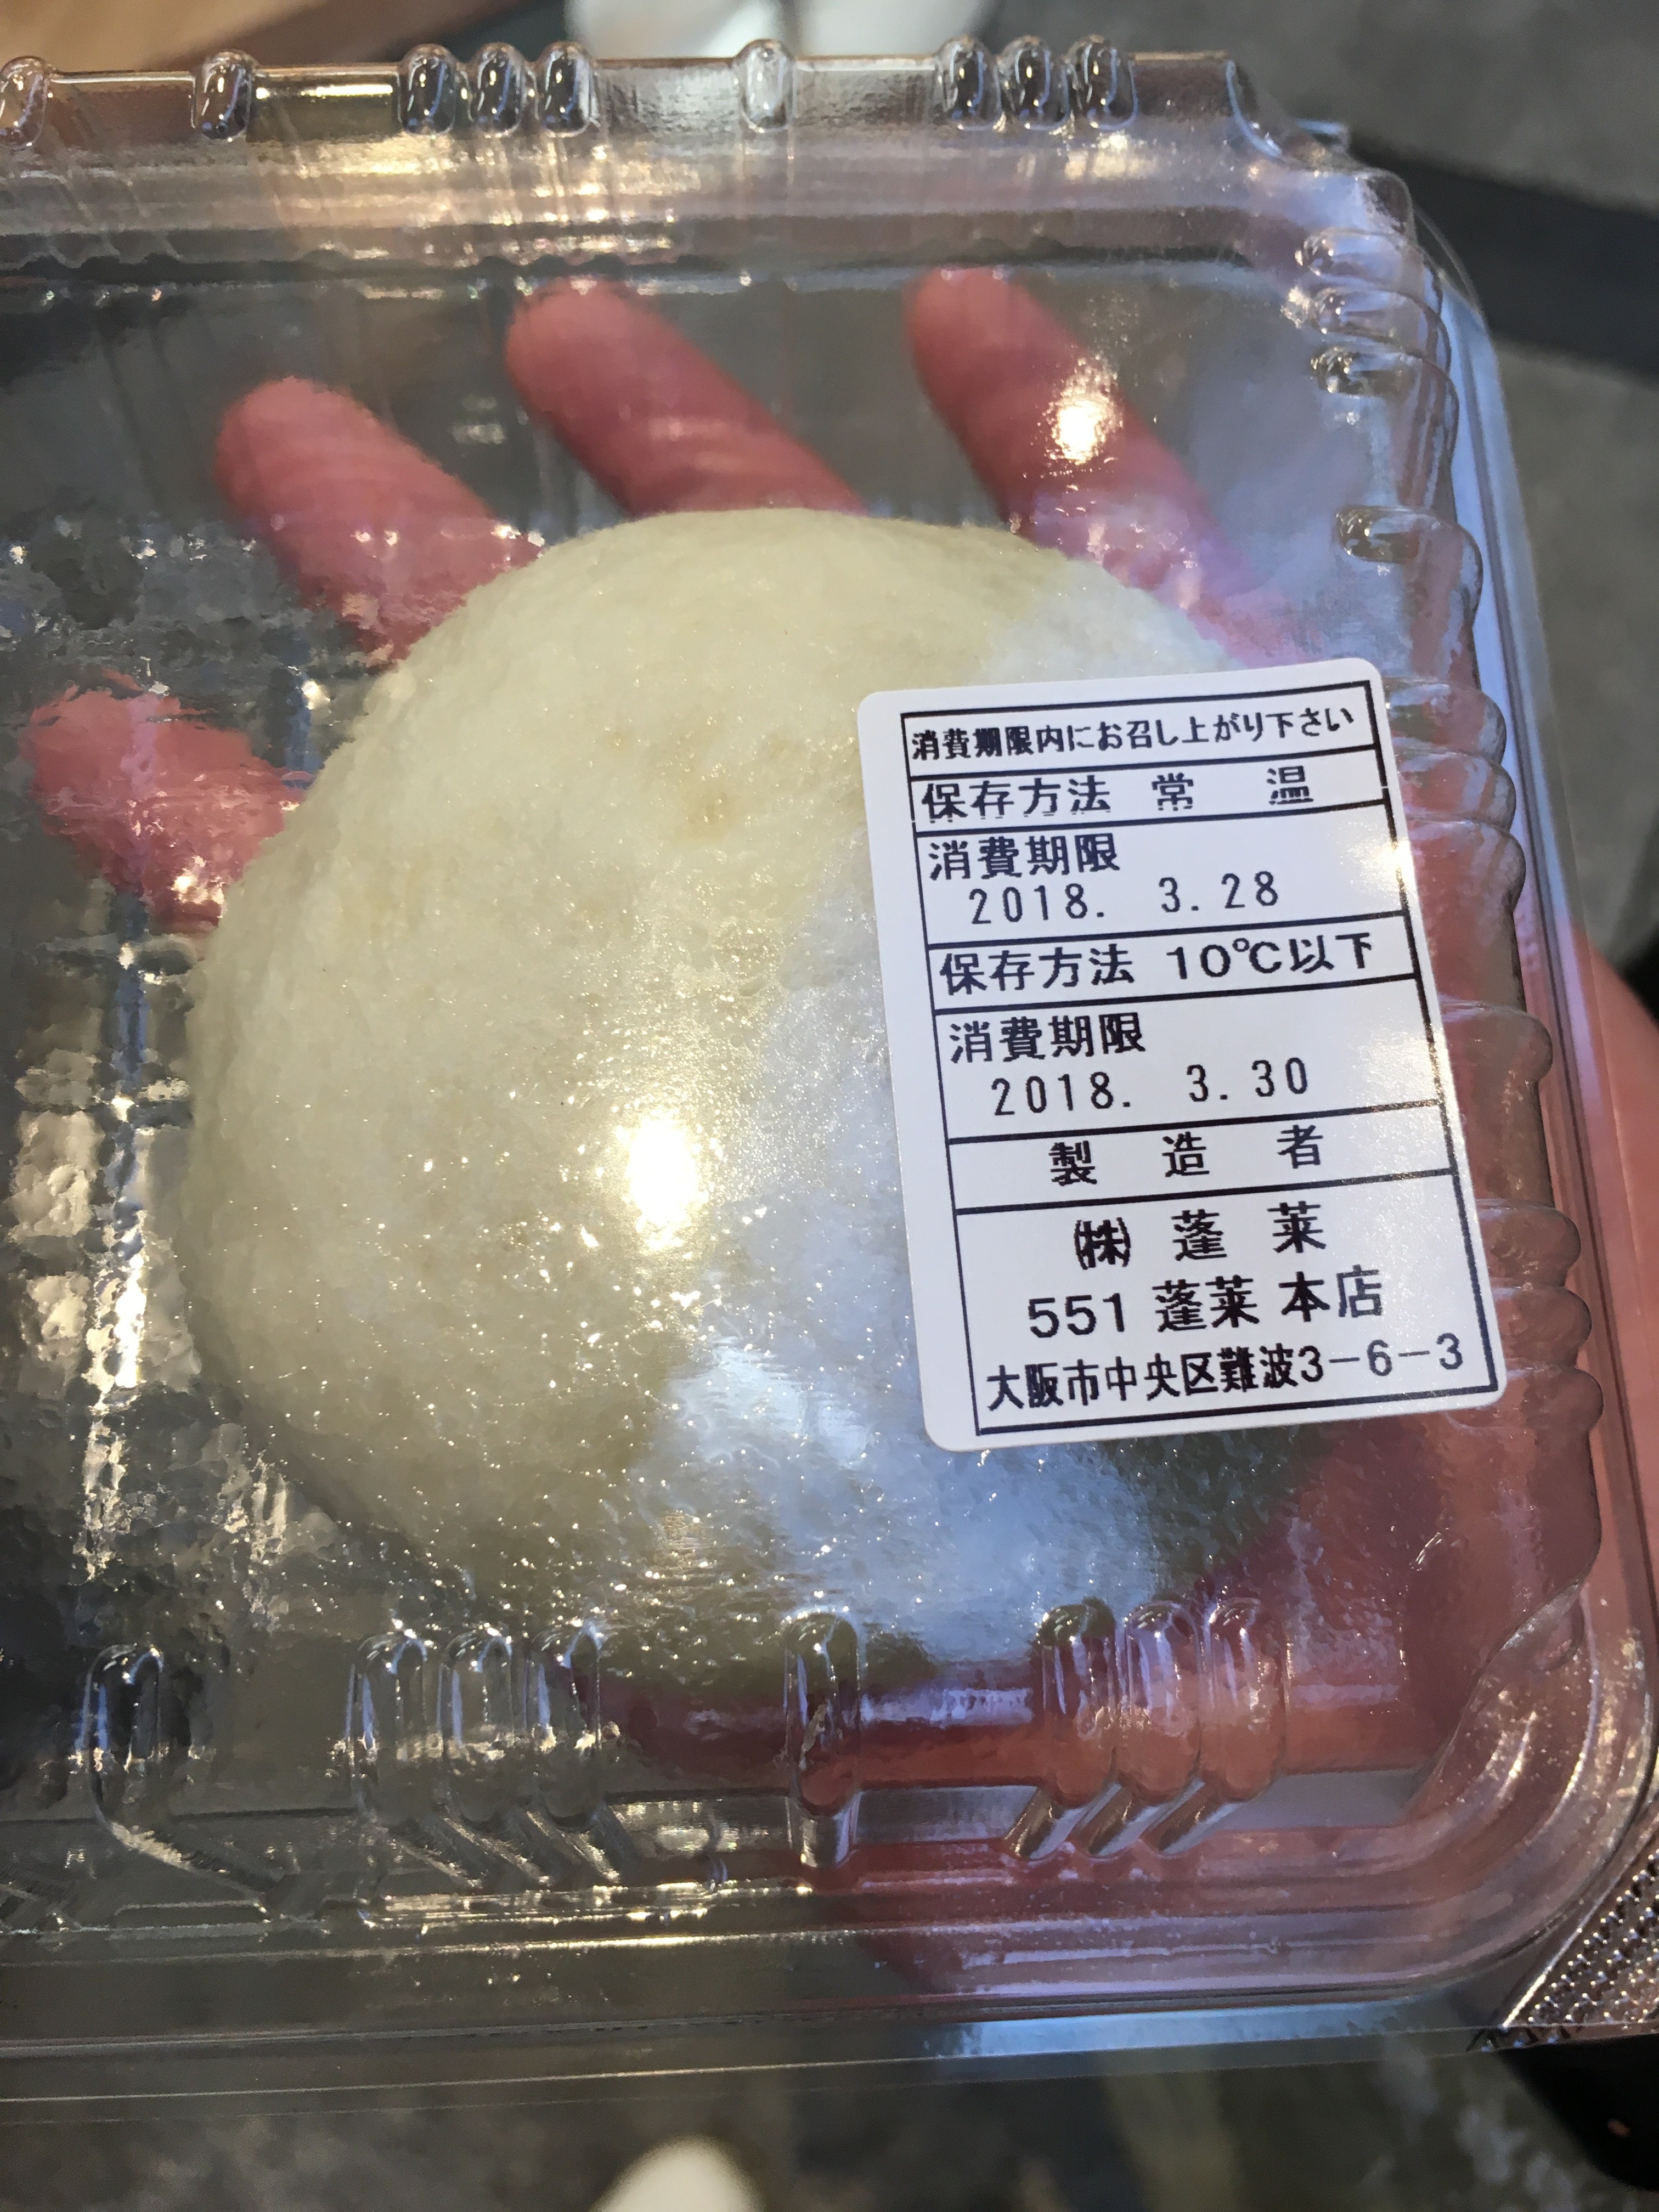 消費期限内にお召し上がり下さい
保存方法 常 温
消費期限
2018. 3.28
保存方法 10℃以下
消費期限
2018. 3.30
製 造 者
㈱ 蓬 莱
551 蓬莱 本店
大阪市中央区難波3-6-3